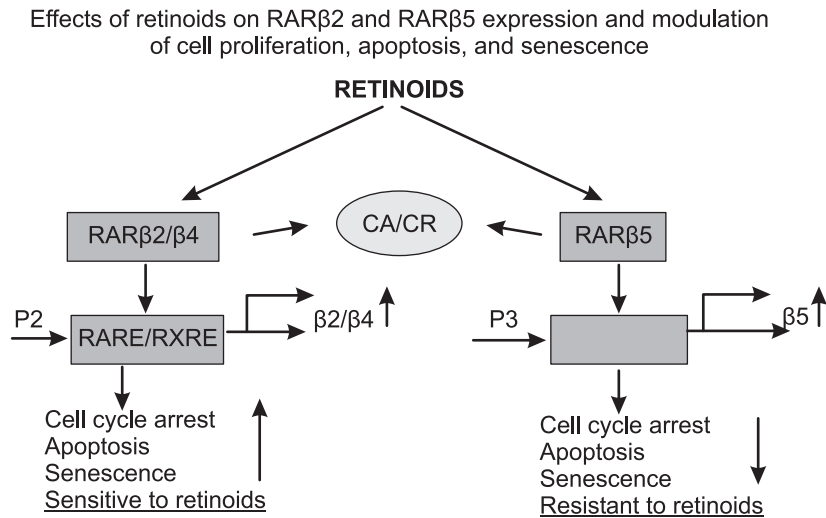 Effects of retinoids on RARβ2 and RARβ5 expression and modulation
of cell proliferation, apoptosis, and senescence
RETINOIDS
RARβ2/β4
CA/CR
RARβ5
P2
RARE/RXRE
β2/β4
P3
β5
Cell cycle arrest
Apoptosis
Senescence
Sensitive to retinoids
Cell cycle arrest
Apoptosis
Senescence
Resistant to retinoids